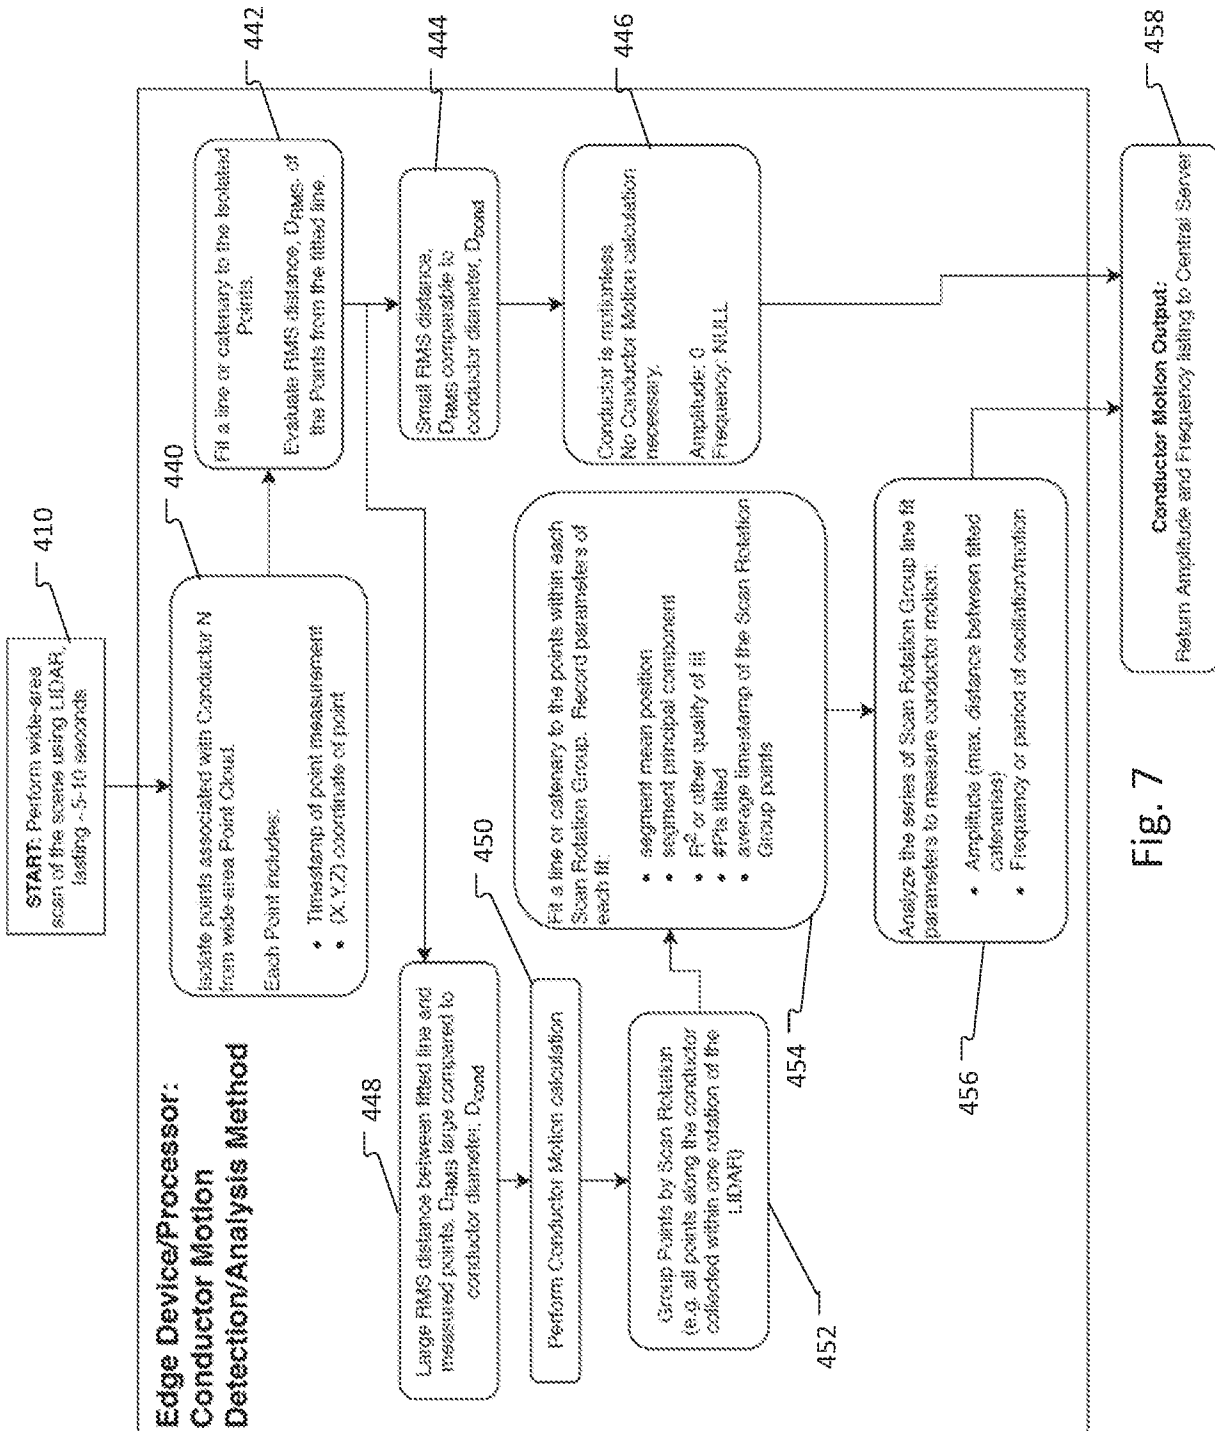 Edge Device/Processor:
Conductor Motion
Detection/Analysis Method
START: Perform wide-area
scan of the scene using LIDAR,
lasting ~5-10 seconds
410
Isolate points associated with Conductor N
from wide-area Point Cloud.
Each Point includes:
• Timestamp of point measurement
• (X,Y,Z) coordinate of point
440
Fit a line or catenary to the Isolated
Points.
Evaluate RMS distance, DRMS, of
the Points from the fitted line.
442
Small RMS distance,
DRMS comparable to
conductor diameter, Dcond
444
Conductor is motionless.
No Conductor Motion calculation
necessary.
Amplitude: 0
Frequency: NULL
446
Large RMS distance between fitted line and
measured points. DRMS large compared to
conductor diameter, Dcond
448
Perform Conductor Motion calculation
450
Group Points by Scan Rotation
(e.g. all points along the conductor
collected within one rotation of the
LIDAR)
452
Fit a line or catenary to the points within each
Scan Rotation Group. Record parameters of
each fit:
• segment mean position
• segment principal component
• R² or other quality of fit
• #Pts fitted
• average timestamp of the Scan Rotation
Group points
454
Analyze the series of Scan Rotation Group line fit
parameters to measure conductor motion:
• Amplitude (max. distance between fitted
catenaries)
• Frequency or period of oscillation/motion
456
Conductor Motion Output:
Return Amplitude and Frequency listing to Central Server
458
Fig. 7